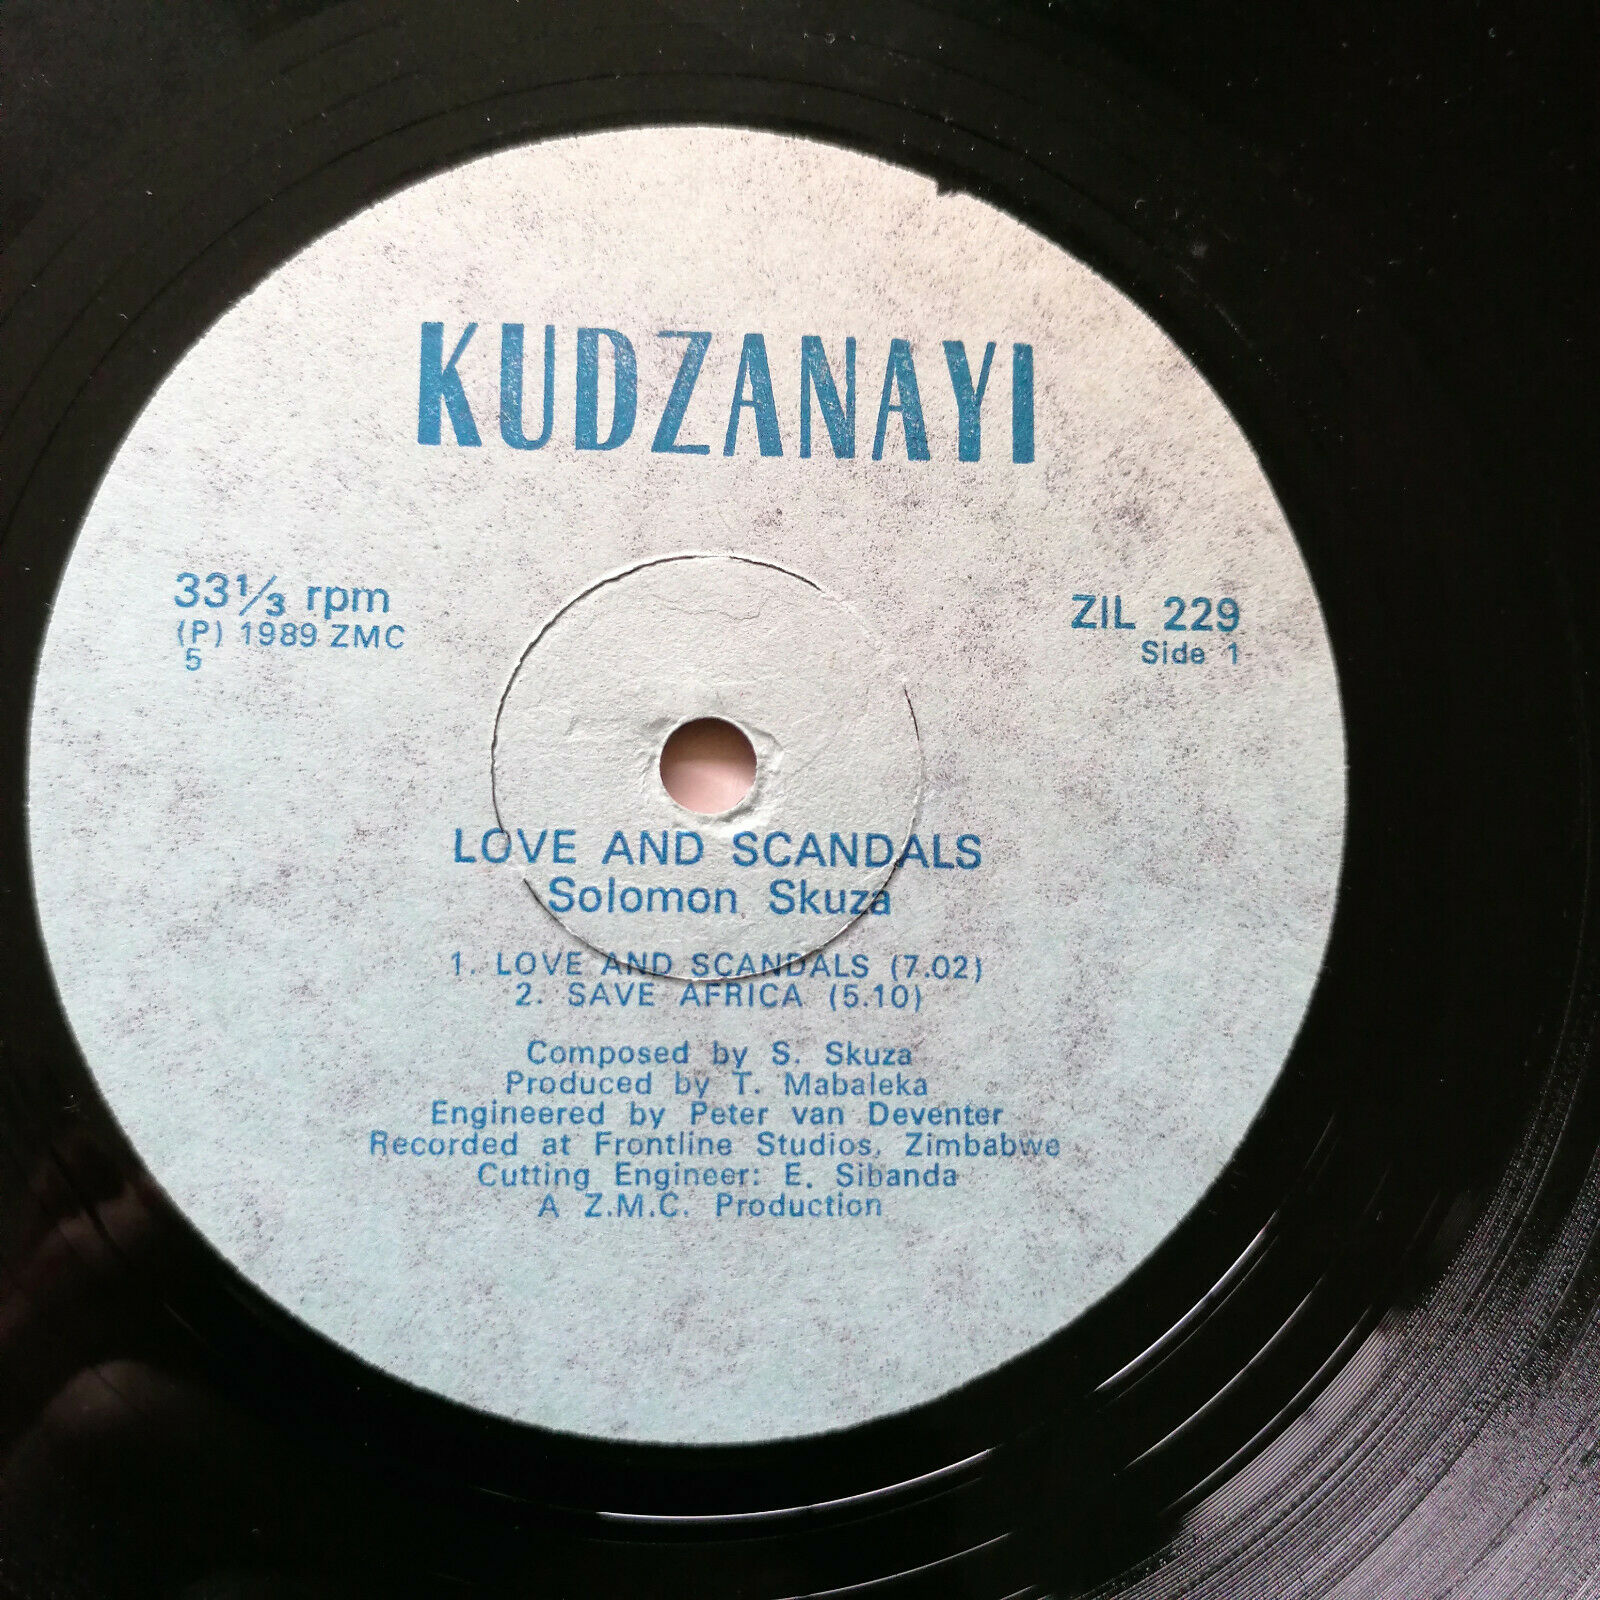 KUDZANAYI
33⅓ rpm
(P) 1989 ZMC
5
ZIL 229
Side 1
LOVE AND SCANDALS
Solomon Skuza
1. LOVE AND SCANDALS (7.02)
2. SAVE AFRICA (5.10)
Composed by S. Skuza
Produced by T. Mabaleka
Engineered by Peter van Deventer
Recorded at Frontline Studios, Zimbabwe
Cutting Engineer: E. Sibanda
A Z.M.C. Production